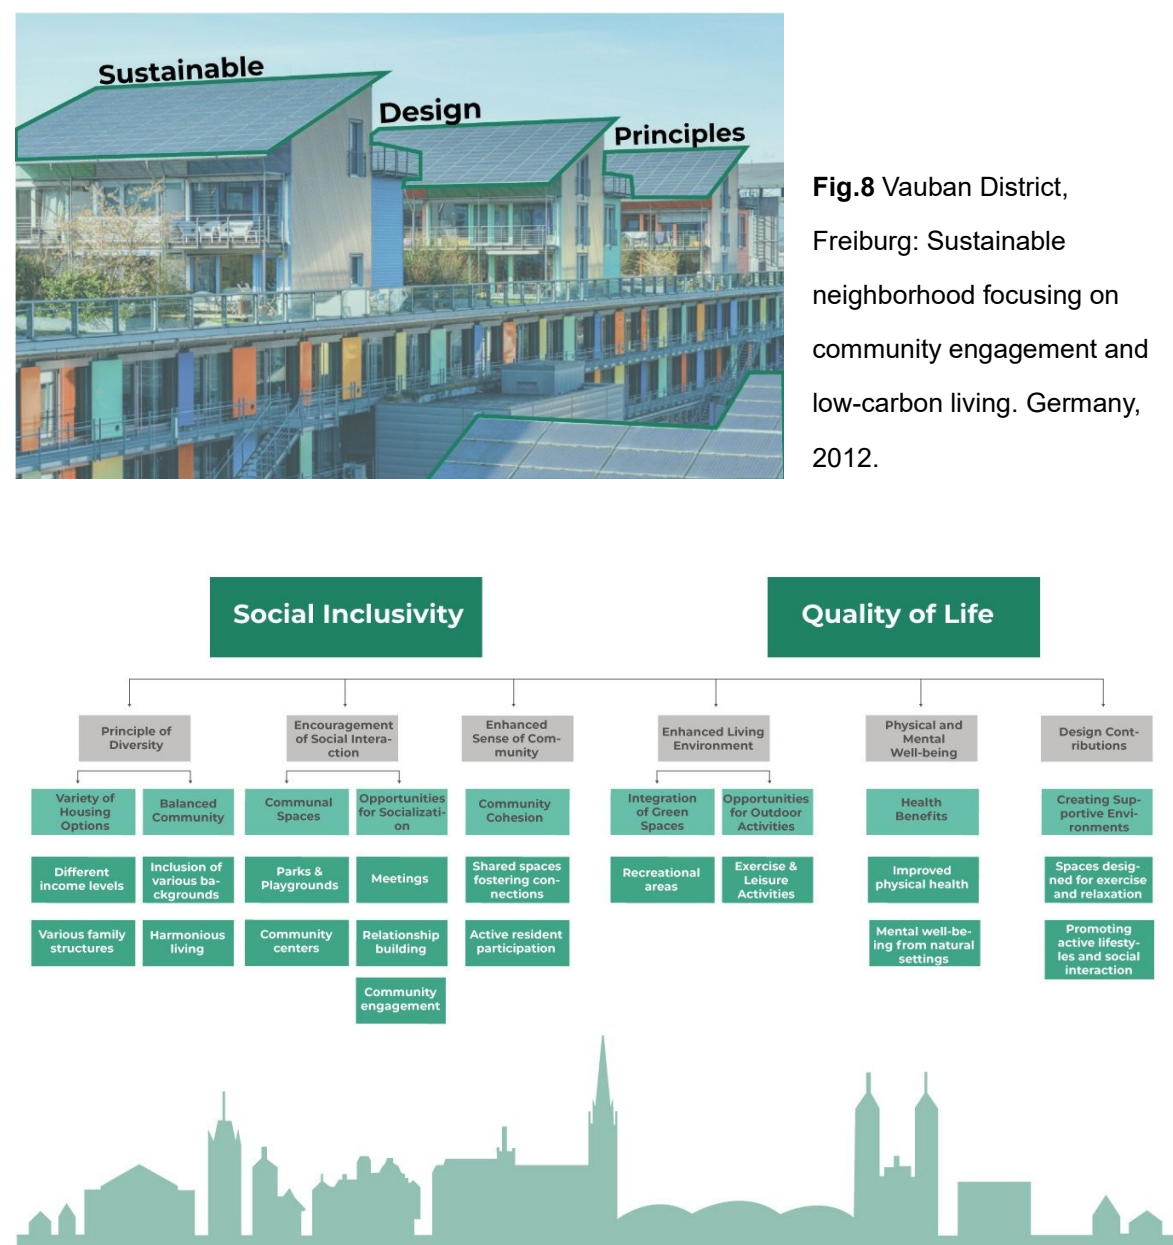 Sustainable
Design
Principles
Fig.8 Vauban District,
Freiburg: Sustainable
neighborhood focusing on
community engagement and
low-carbon living. Germany,
2012.
Social Inclusivity
Quality of Life
Principle of
Diversity
Encouragement
of Social Intera-
ction
Enhanced
Sense of Com-
munity
Enhanced Living
Environment
Physical and
Mental
Well-being
Design Cont-
ributions
Variety of
Housing
Options
Balanced
Community
Communal
Spaces
Opportunities
for Socializati-
on
Community
Cohesion
Integration
of Green
Spaces
Opportunities
for Outdoor
Activities
Health
Benefits
Creating Sup-
portive Envi-
ronments
Different
income levels
Inclusion of
various ba-
ckgrounds
Parks &
Playgrounds
Meetings
Shared spaces
fostering con-
nections
Recreational
areas
Exercise &
Leisure
Activities
Improved
physical health
Spaces desig-
ned for exercise
and relaxation
Various family
structures
Harmonious
living
Community
centers
Relationship
building
Active resident
participation
Mental well-be-
ing from natural
settings
Promoting
active lifesty-
les and social
interaction
Community
engagement